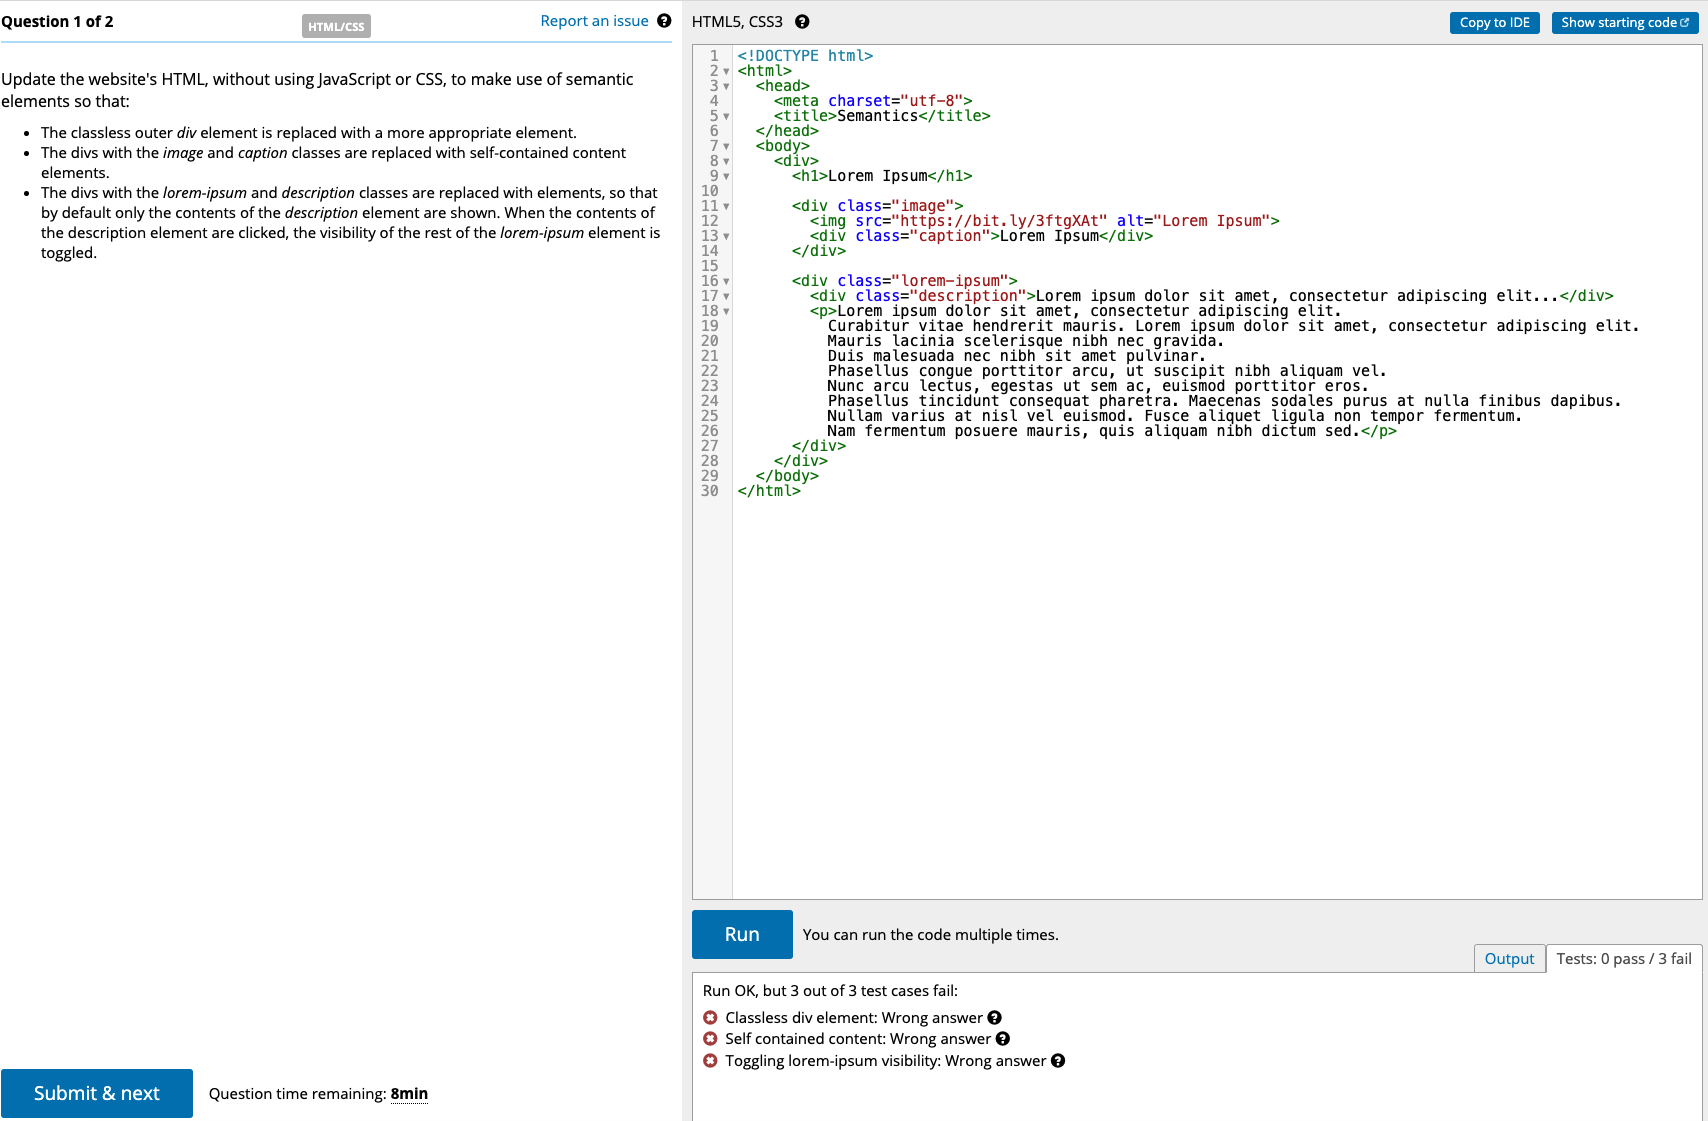 Question 1 of 2
HTML/CSS
Report an issue
Update the website's HTML, without using JavaScript or CSS, to make use of semantic
elements so that:
• The classless outer div element is replaced with a more appropriate element.
• The divs with the image and caption classes are replaced with self-contained content
elements.
• The divs with the lorem-ipsum and description classes are replaced with elements, so that
by default only the contents of the description element are shown. When the contents of
the description element are clicked, the visibility of the rest of the lorem-ipsum element is
toggled.
Submit & next
Question time remaining: 8min
HTML5, CSS3
Copy to IDE
Show starting code
1 <!DOCTYPE html>
2 <html>
3 <head>
4 <meta charset="utf-8">
5 <title>Semantics</title>
6 </head>
7 <body>
8 <div>
9 <h1>Lorem Ipsum</h1>
10
11 <div class="image">
12 <img src="https://bit.ly/3ftgXAt" alt="Lorem Ipsum">
13 <div class="caption">Lorem Ipsum</div>
14 </div>
15
16 <div class="lorem-ipsum">
17 <div class="description">Lorem ipsum dolor sit amet, consectetur adipiscing elit...</div>
18 <p>Lorem ipsum dolor sit amet, consectetur adipiscing elit.
19 Curabitur vitae hendrerit mauris. Lorem ipsum dolor sit amet, consectetur adipiscing elit.
20 Mauris lacinia scelerisque nibh nec gravida.
21 Duis malesuada nec nibh sit amet pulvinar.
22 Phasellus congue porttitor arcu, ut suscipit nibh aliquam vel.
23 Nunc arcu lectus, egestas ut sem ac, euismod porttitor eros.
24 Phasellus tincidunt consequat pharetra. Maecenas sodales purus at nulla finibus dapibus.
25 Nullam varius at nisl vel euismod. Fusce aliquet ligula non tempor fermentum.
26 Nam fermentum posuere mauris, quis aliquam nibh dictum sed.</p>
27 </div>
28 </div>
29 </body>
30 </html>
Run
You can run the code multiple times.
Output
Tests: 0 pass / 3 fail
Run OK, but 3 out of 3 test cases fail:
Classless div element: Wrong answer
Self contained content: Wrong answer
Toggling lorem-ipsum visibility: Wrong answer